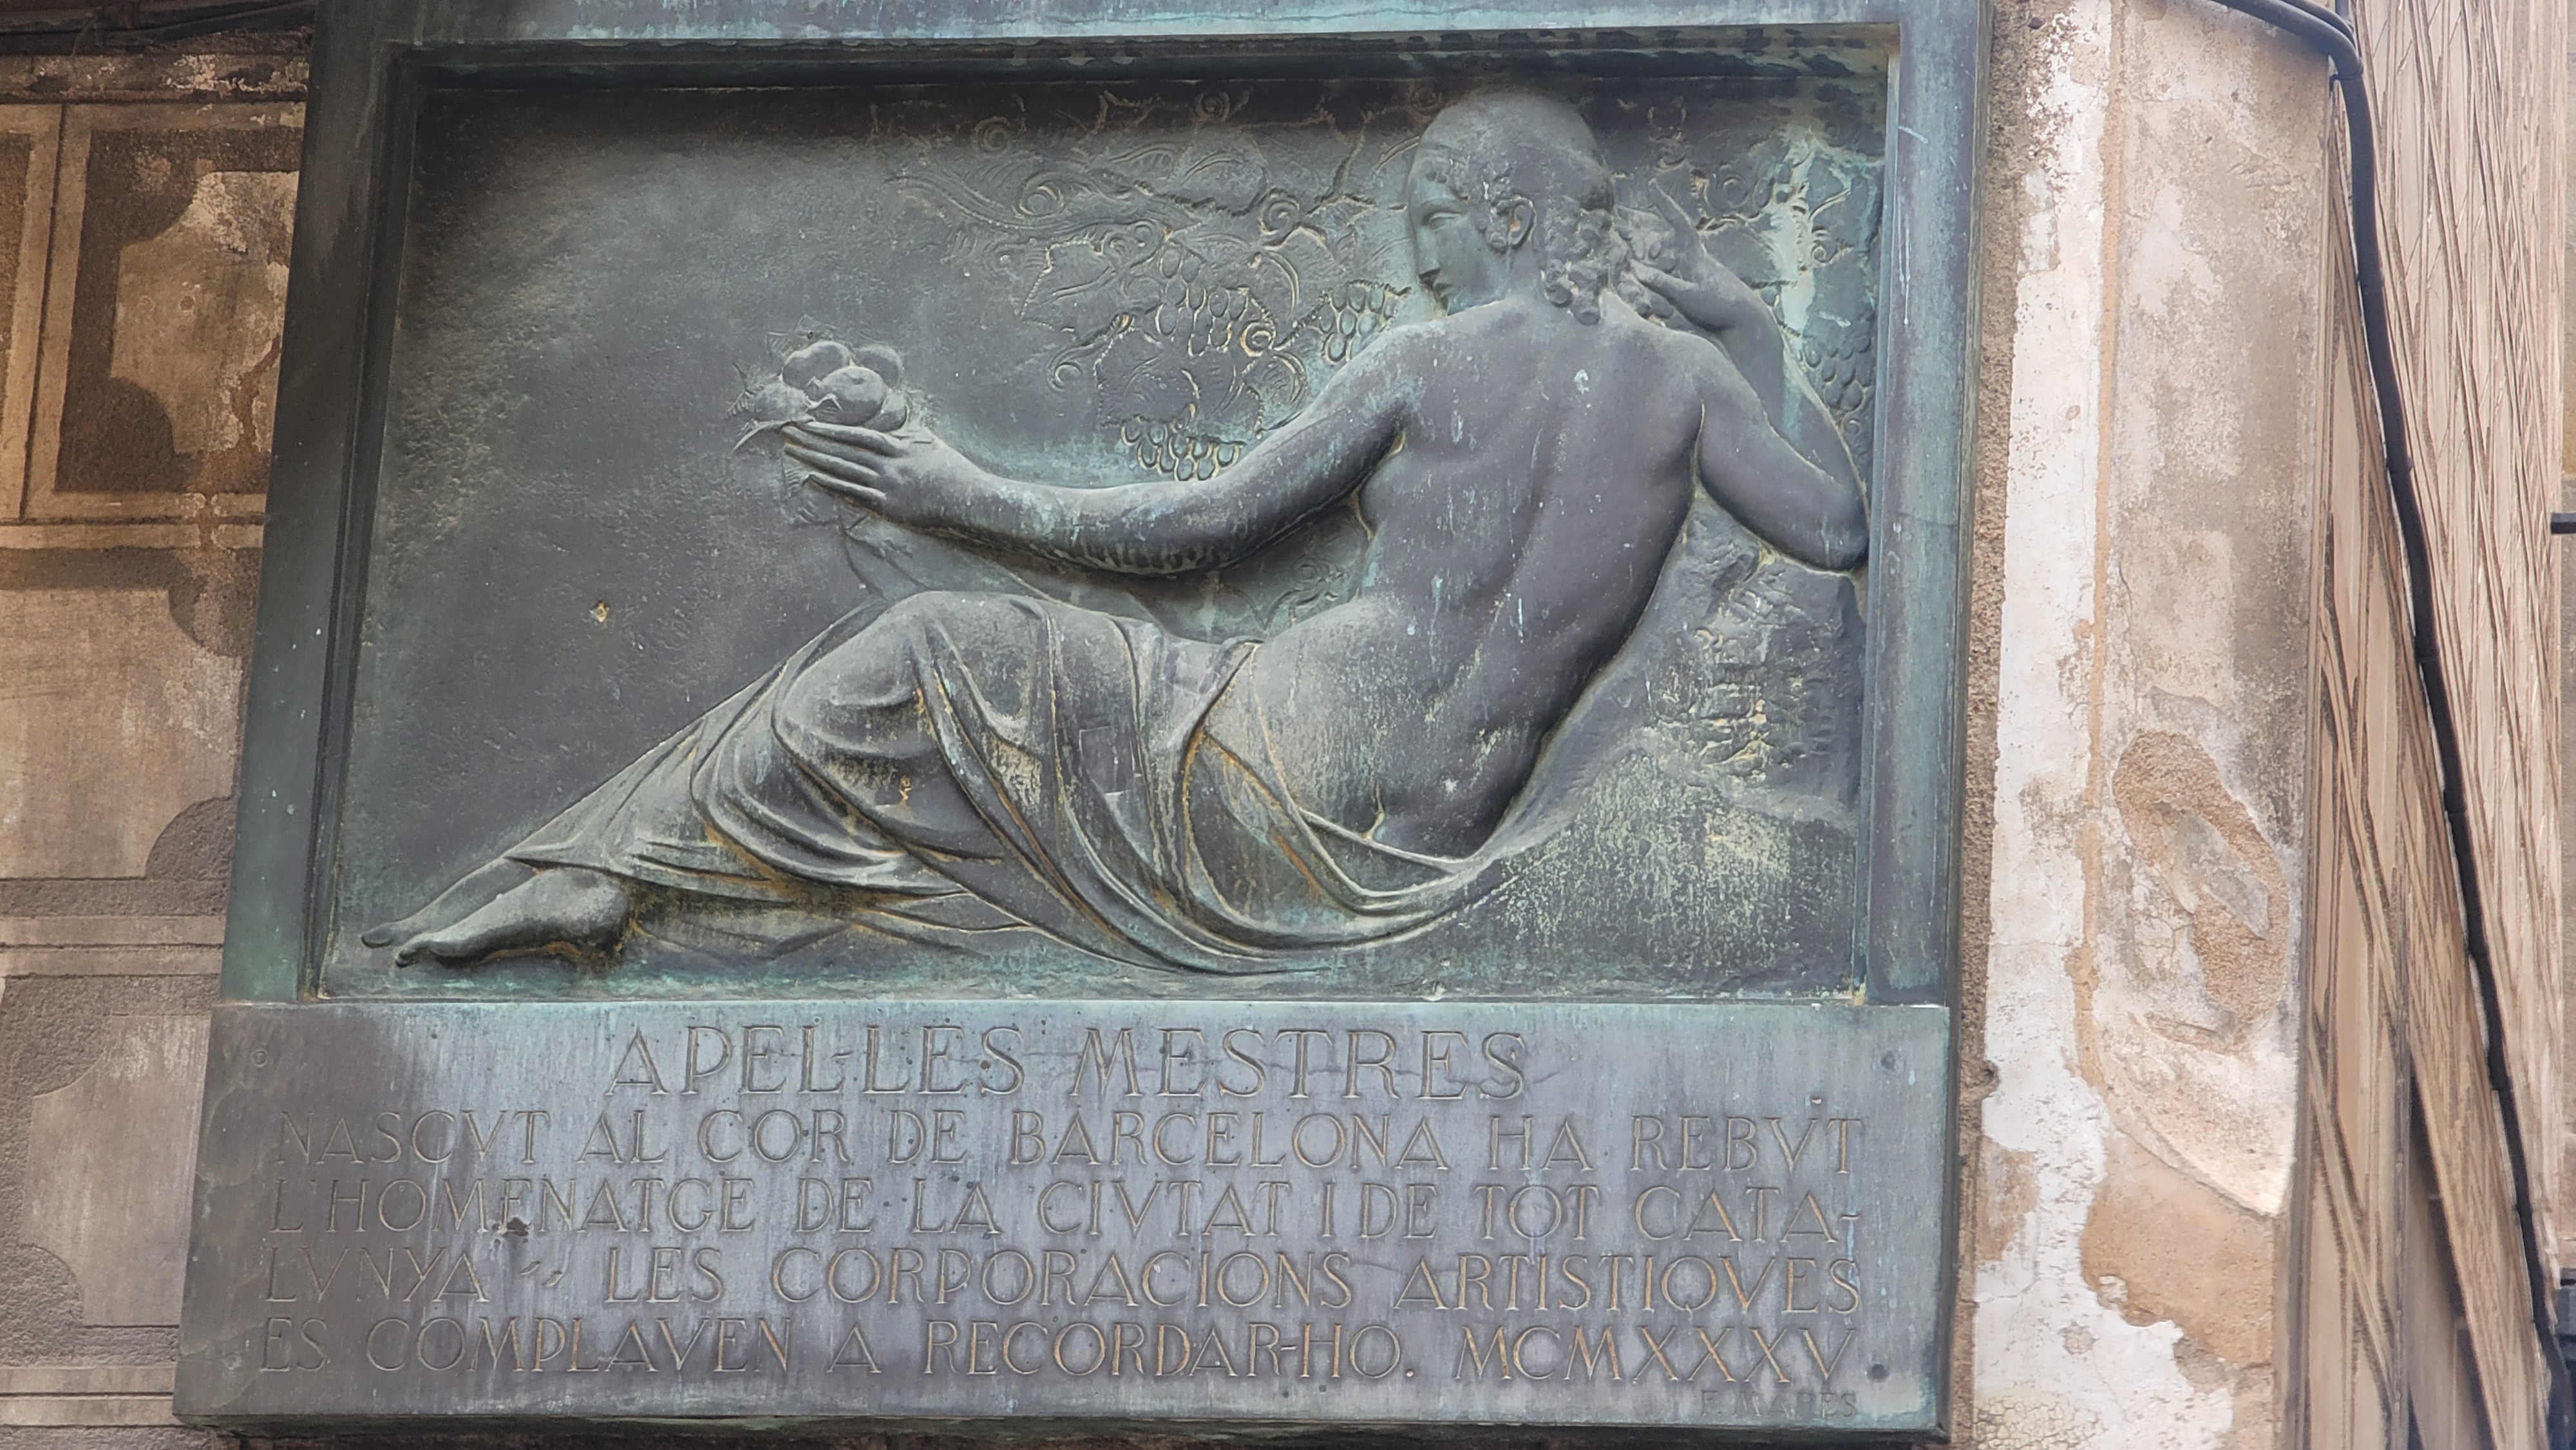 APEL·LES MESTRES
NASCVT AL COR DE BARCELONA HA REBVT
L'HOMENATGE DE LA CIVTAT I DE TOT CATA-
LVNYA LES CORPORACIONS ARTISTIQVES
ES COMPLAVEN A RECORDAR-HO. MCMXXXV
F. MARES